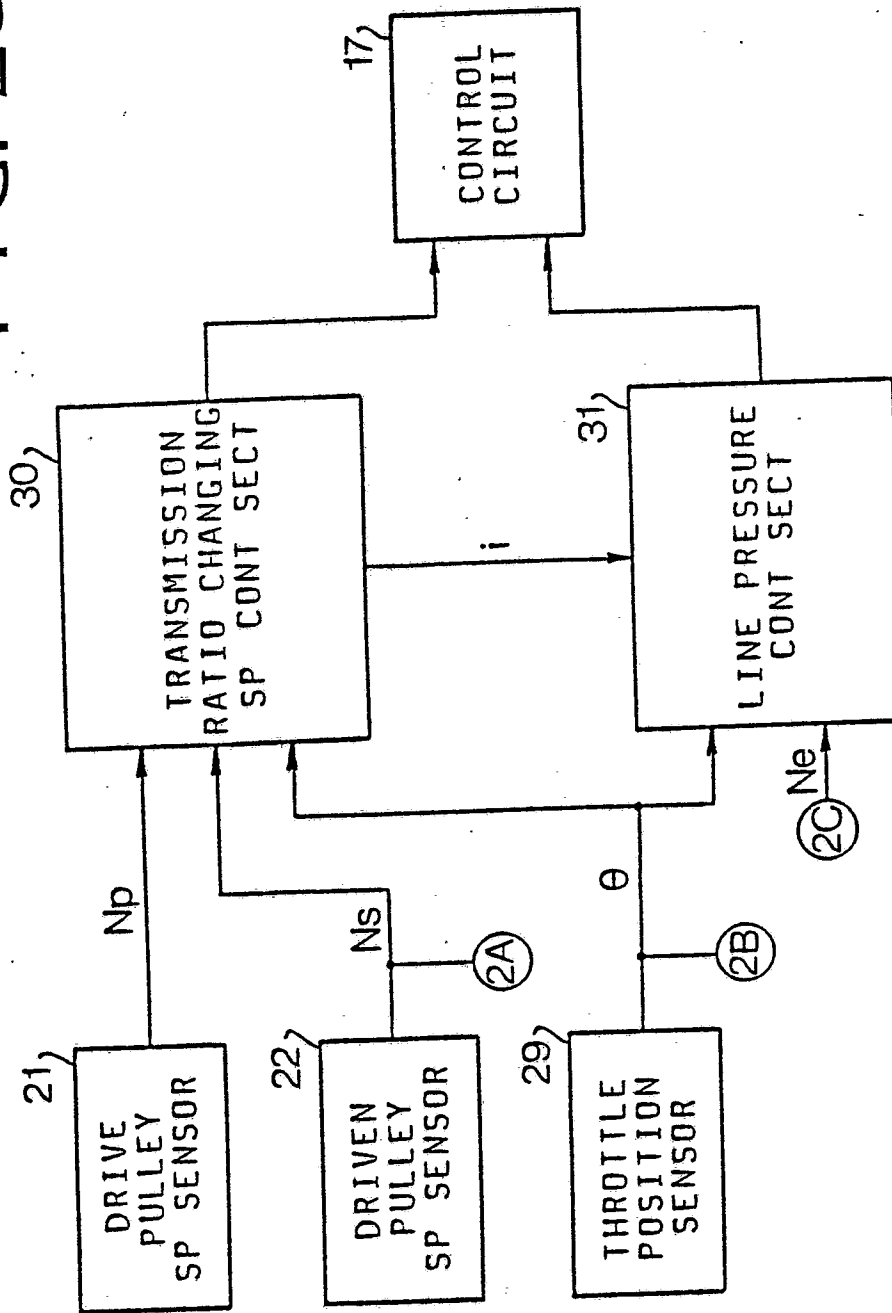 21
DRIVE
PULLEY
SP SENSOR
Np
22
DRIVEN
PULLEY
SP SENSOR
Ns
2A
29
THROTTLE
POSITION
SENSOR
θ
2B
30
TRANSMISSION
RATIO CHANGING
SP CONT SECT
i
31
LINE PRESSURE
CONT SECT
Ne
2C
17
CONTROL
CIRCUIT